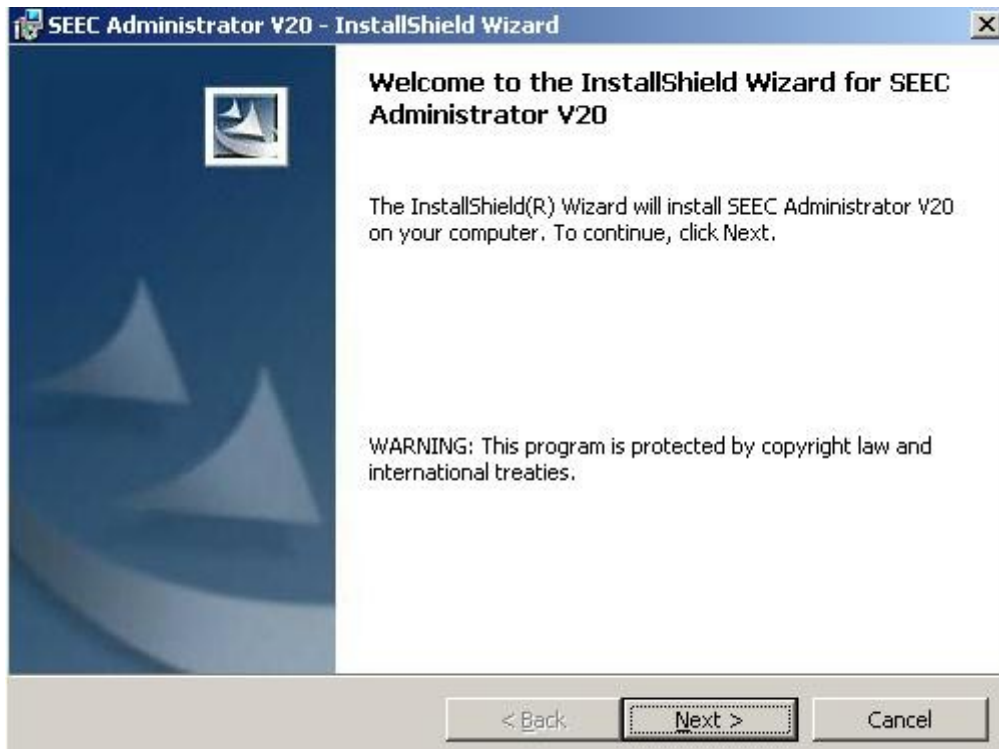 SEEC Administrator V20 - InstallShield Wizard
Welcome to the InstallShield Wizard for SEEC
Administrator V20
The InstallShield(R) Wizard will install SEEC Administrator V20
on your computer. To continue, click Next.
WARNING: This program is protected by copyright law and
international treaties.
< Back Next > Cancel